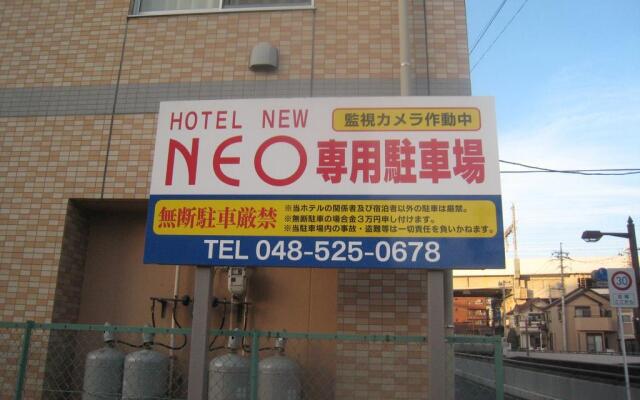 HOTEL NEW
監視カメラ作動中
NEO専用駐車場
無断駐車厳禁
※当ホテルの関係者及び宿泊者以外の駐車は厳禁。
※無断駐車の場合金3万円申し付けます。
※当駐車場内の事故・盗難等は一切責任を負いかねます。
TEL 048-525-0678
30